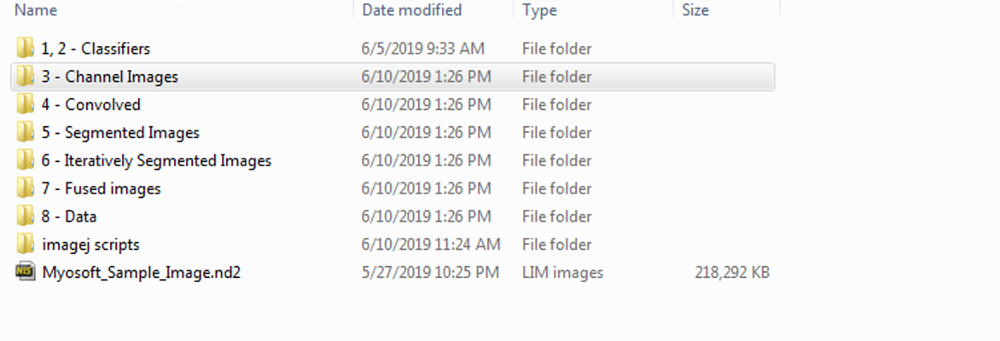 Name Date modified Type Size
1, 2 - Classifiers 6/5/2019 9:33 AM File folder
3 - Channel Images 6/10/2019 1:26 PM File folder
4 - Convolved 6/10/2019 1:26 PM File folder
5 - Segmented Images 6/10/2019 1:26 PM File folder
6 - Iteratively Segmented Images 6/10/2019 1:26 PM File folder
7 - Fused images 6/10/2019 1:26 PM File folder
8 - Data 6/10/2019 1:26 PM File folder
imagej scripts 6/10/2019 11:24 AM File folder
NIS Myosoft_Sample_Image.nd2 5/27/2019 10:25 PM LIM images 218,292 KB